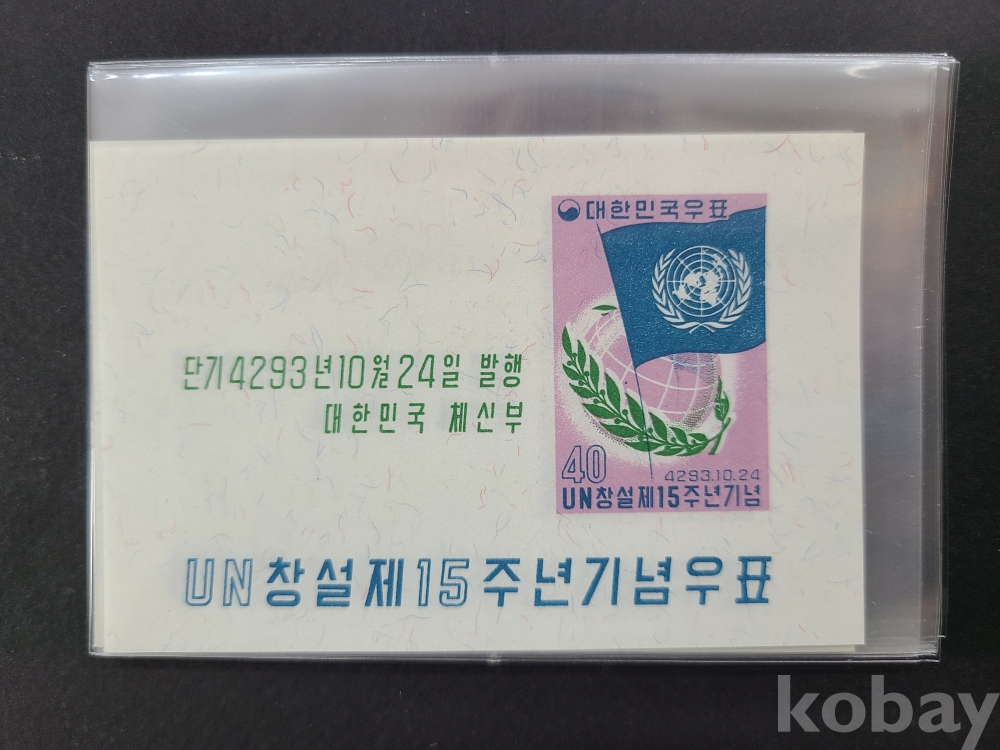 대한민국우표
단기4293년10월24일 발행
대한민국 체신부
40
4293.10.24
UN창설제15주년기념
UN창설제15주년기념우표
kobay